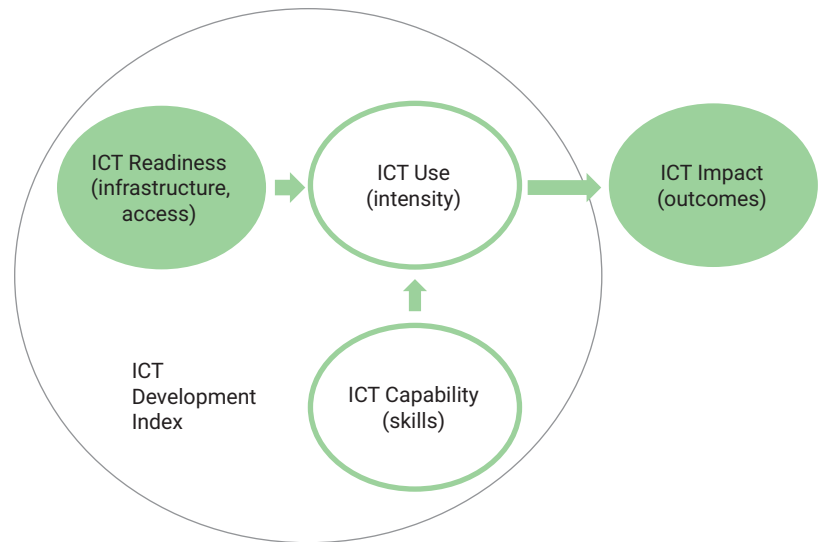 ICT Readiness
(infrastructure,
access)
ICT Use
(intensity)
ICT Impact
(outcomes)
ICT
Development
Index
ICT Capability
(skills)